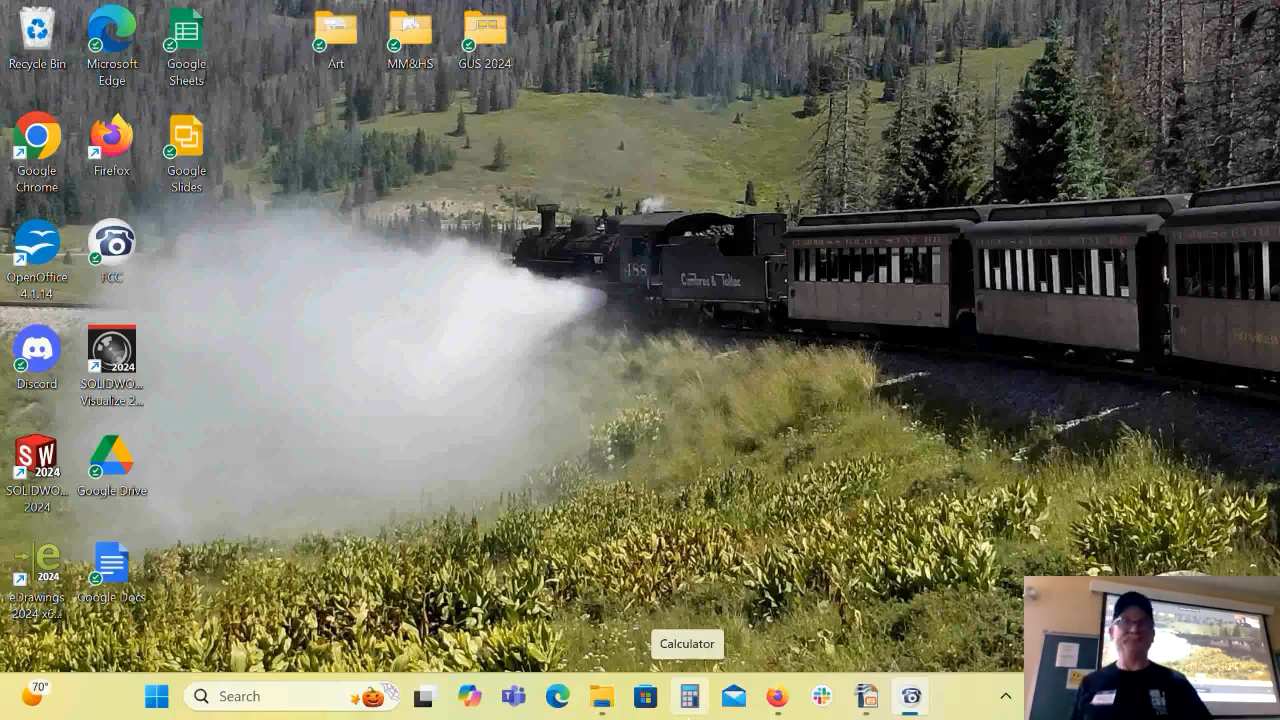 Recycle Bin
Microsoft
Edge
Google
Sheets
Art
MM&HS
GUS 2024
Google
Chrome
Firefox
Google
Slides
OpenOffice
4.1.14
FCC
Discord
2024
SOLIDWO...
Visualize 2...
SW
2024
SOLIDWO...
2024
Google Drive
e
2024
eDrawings
2024 x6...
Google Docs
488
Cumbres & Toltec
Calculator
70°
Search